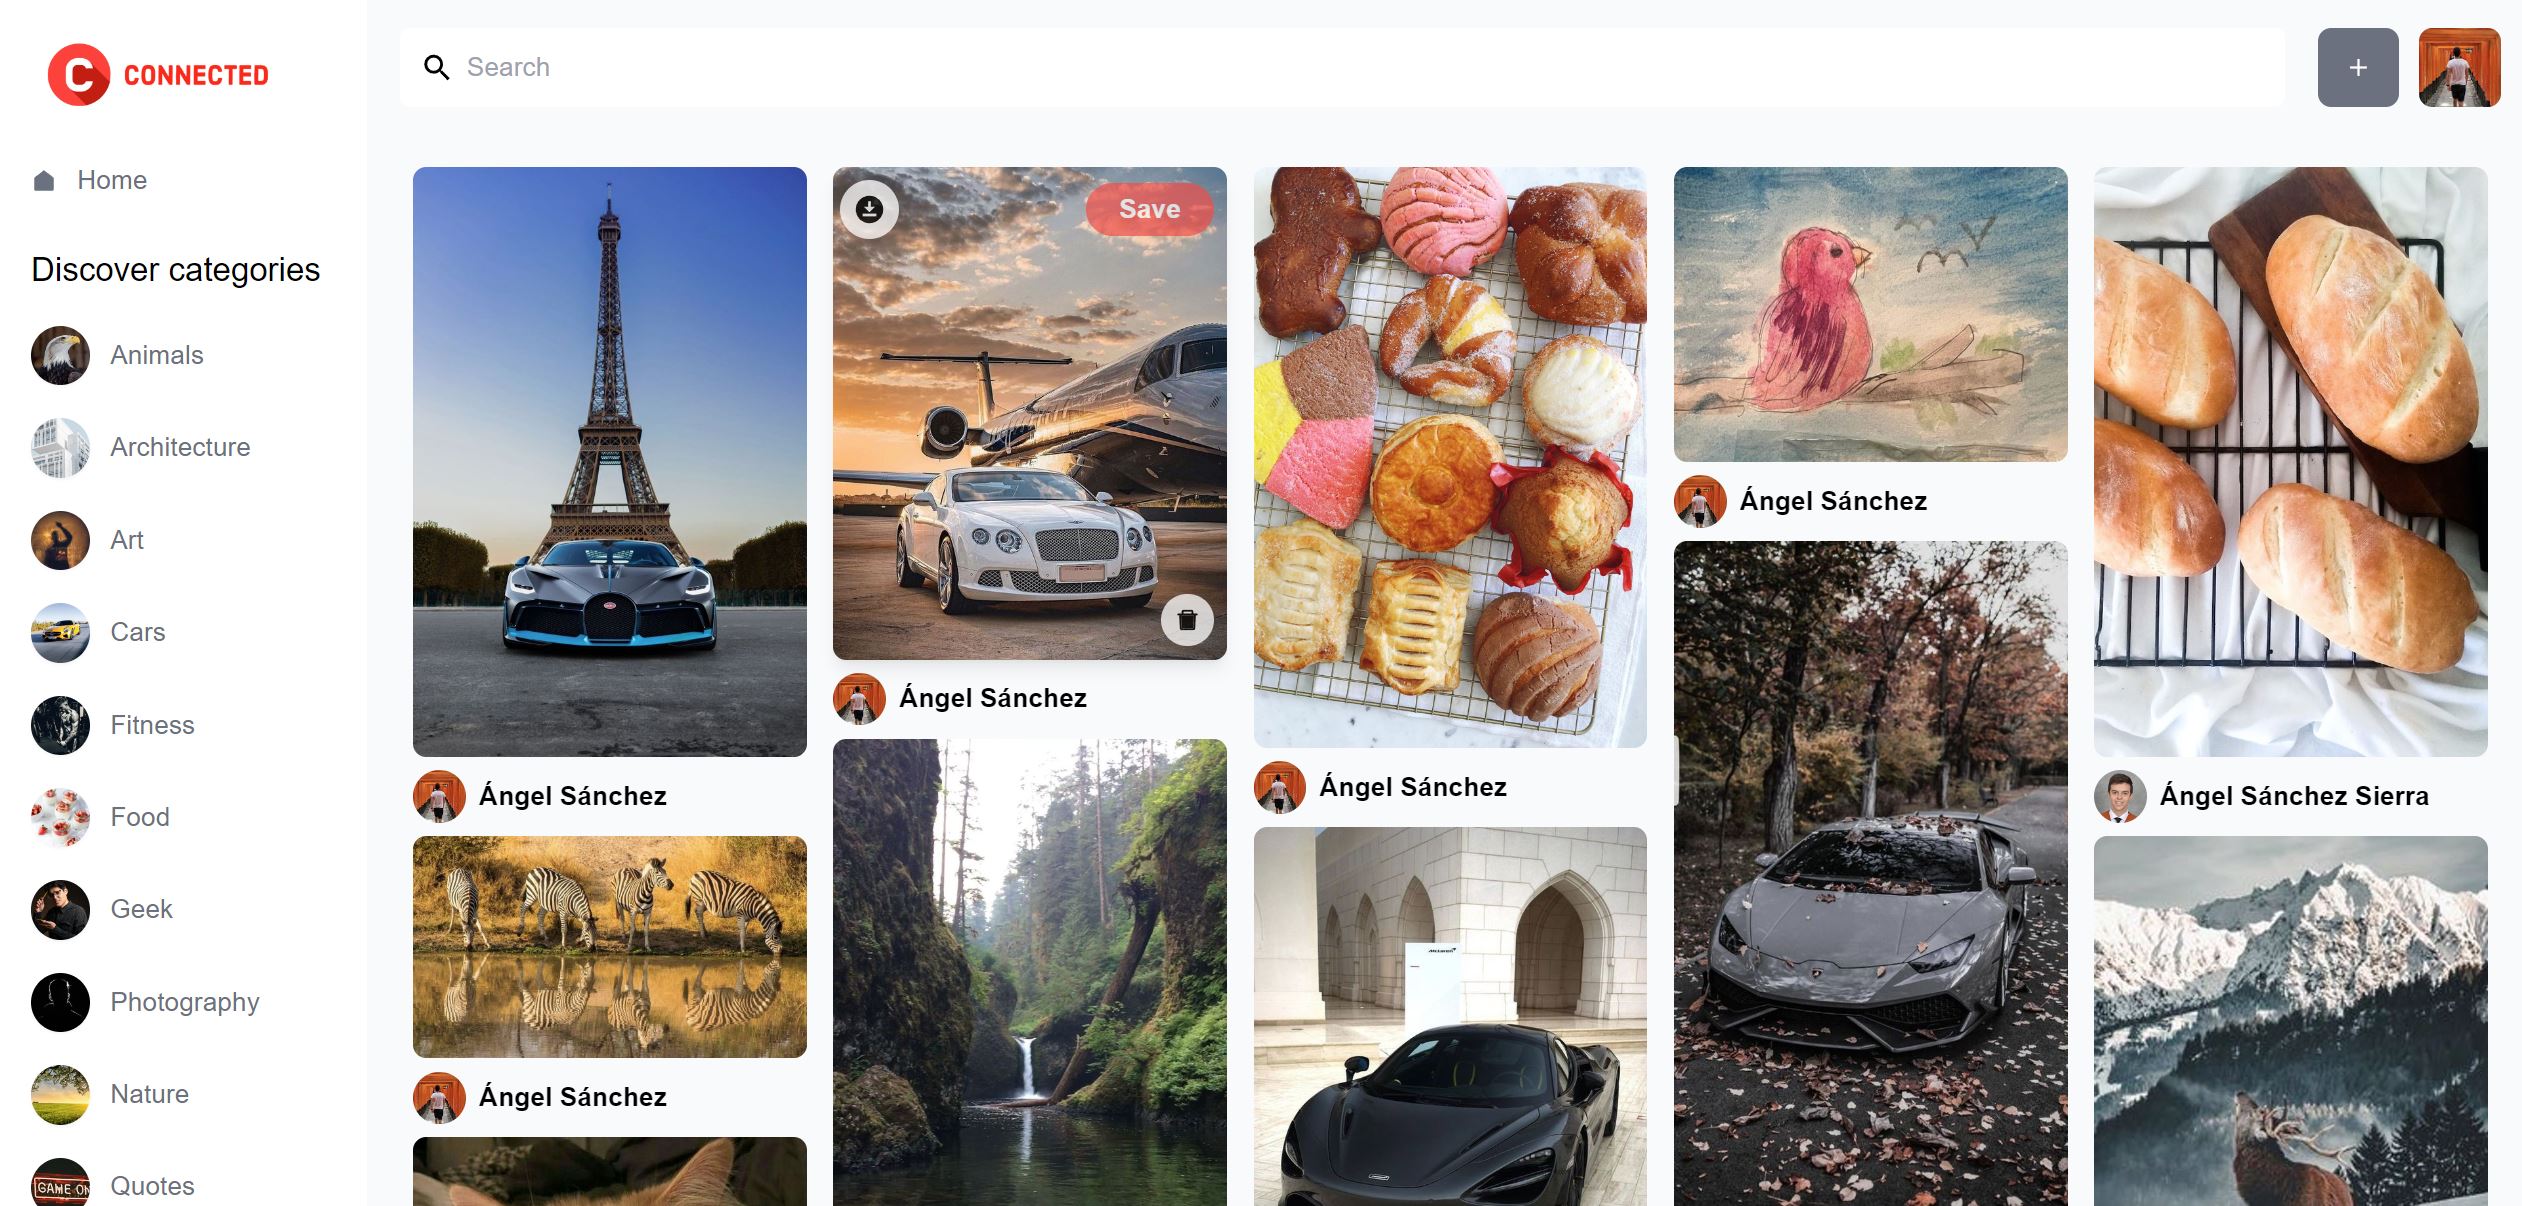 CONNECTED
Search
+
Home
Discover categories
Animals
Architecture
Art
Cars
Fitness
Food
Geek
Photography
Nature
GAME ON
Quotes
Save
Ángel Sánchez
Ángel Sánchez
Ángel Sánchez
Ángel Sánchez
Ángel Sánchez
Ángel Sánchez Sierra
McLaren